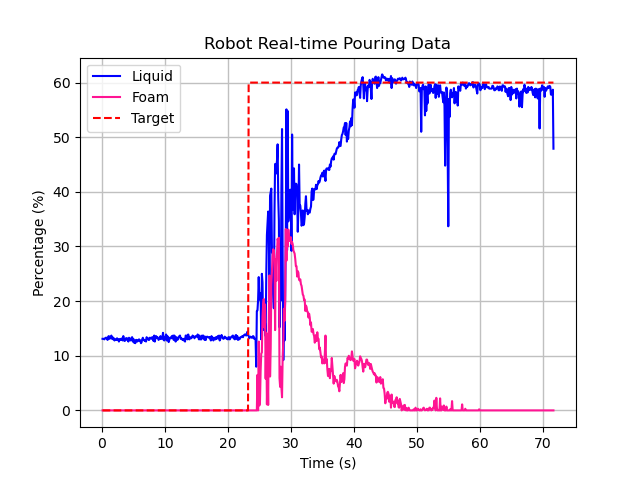 Robot Real-time Pouring Data
Liquid
Foam
Target
Percentage (%)
60
50
40
30
20
10
0
0 10 20 30 40 50 60 70
Time (s)